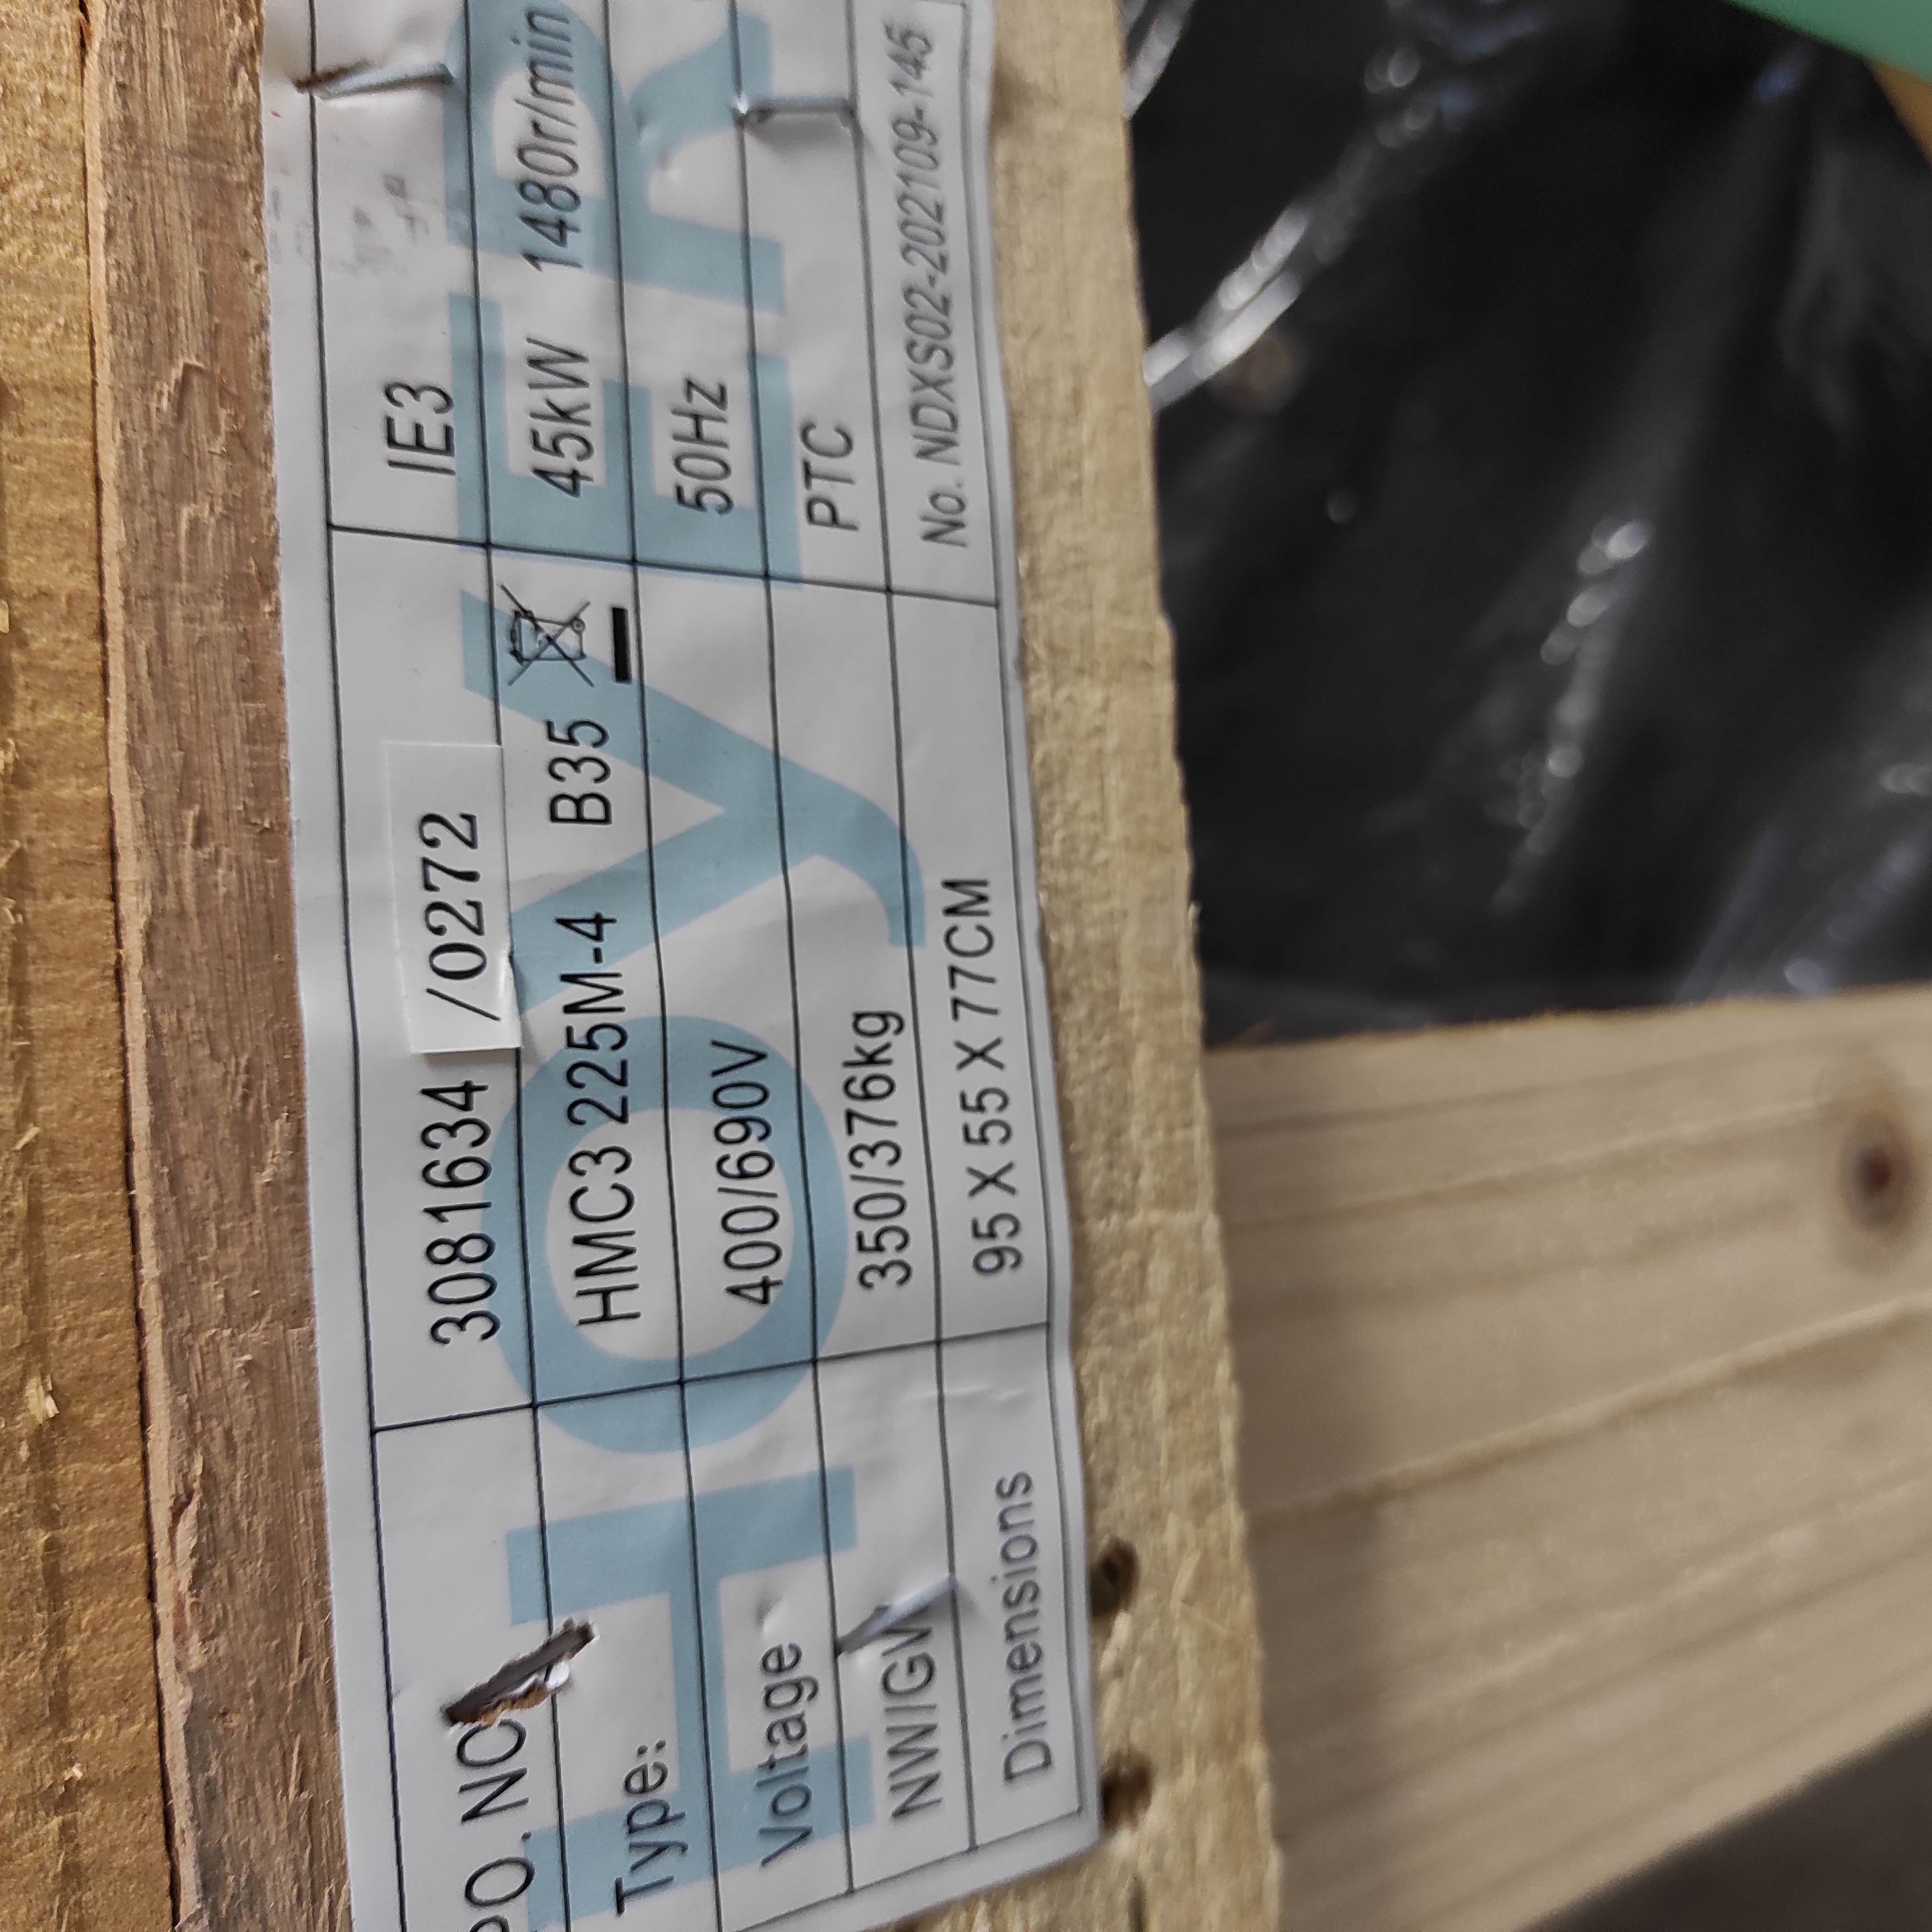 PO.NO 3081634 /0272 IE3
Type: HMC3 225M-4 B35 45kW 1480r/min
Voltage 400/690V 50Hz
NW/GW 350/376kg PTC
Dimensions 95 X 55 X 77CM No. NDXS02-202109-145
HOYER